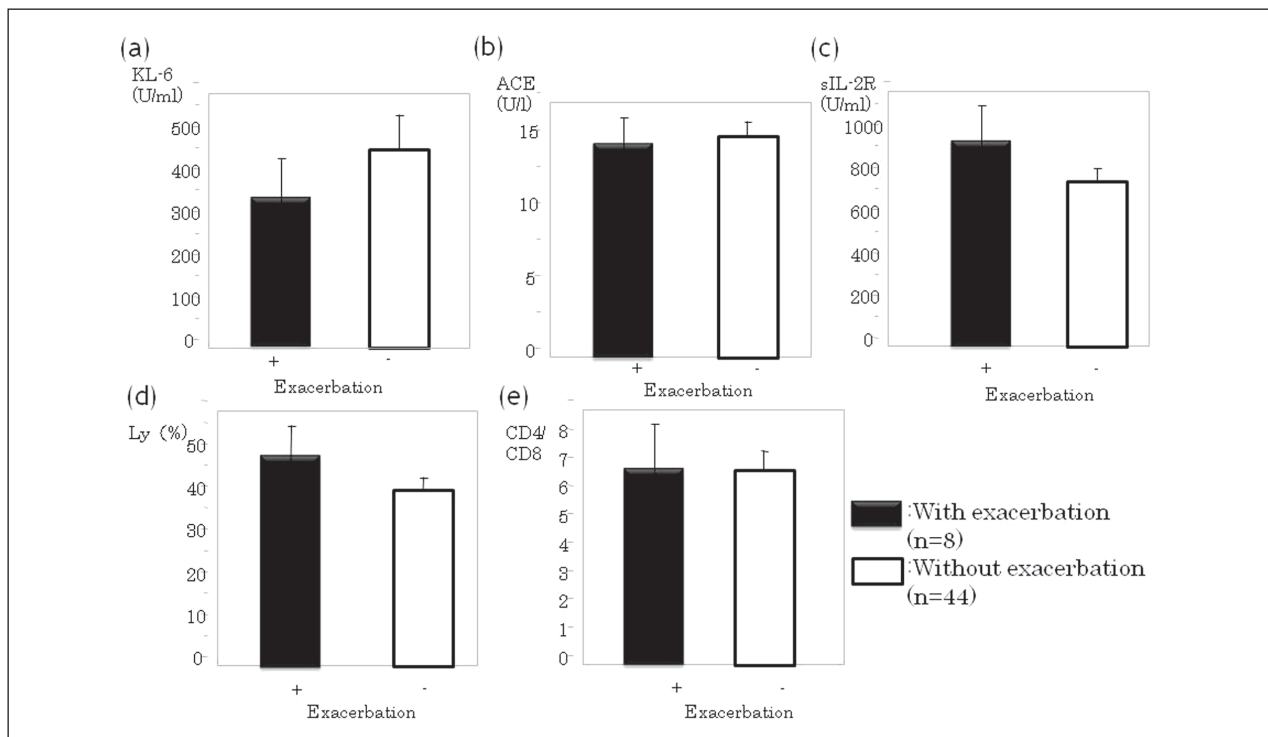 (a)
KL-6
(U/ml)
500
400
300
200
100
0
+ -
Exacerbation
(b)
ACE
(U/l)
15
10
5
0
+ -
Exacerbation
(c)
sIL-2R
(U/ml)
1000
800
600
400
200
0
+ -
Exacerbation
(d)
Ly (%)
50
40
30
20
10
0
+ -
Exacerbation
(e)
CD4/
CD8
8
7
6
5
4
3
2
1
0
+ -
Exacerbation
:With exacerbation
(n=8)
:Without exacerbation
(n=44)